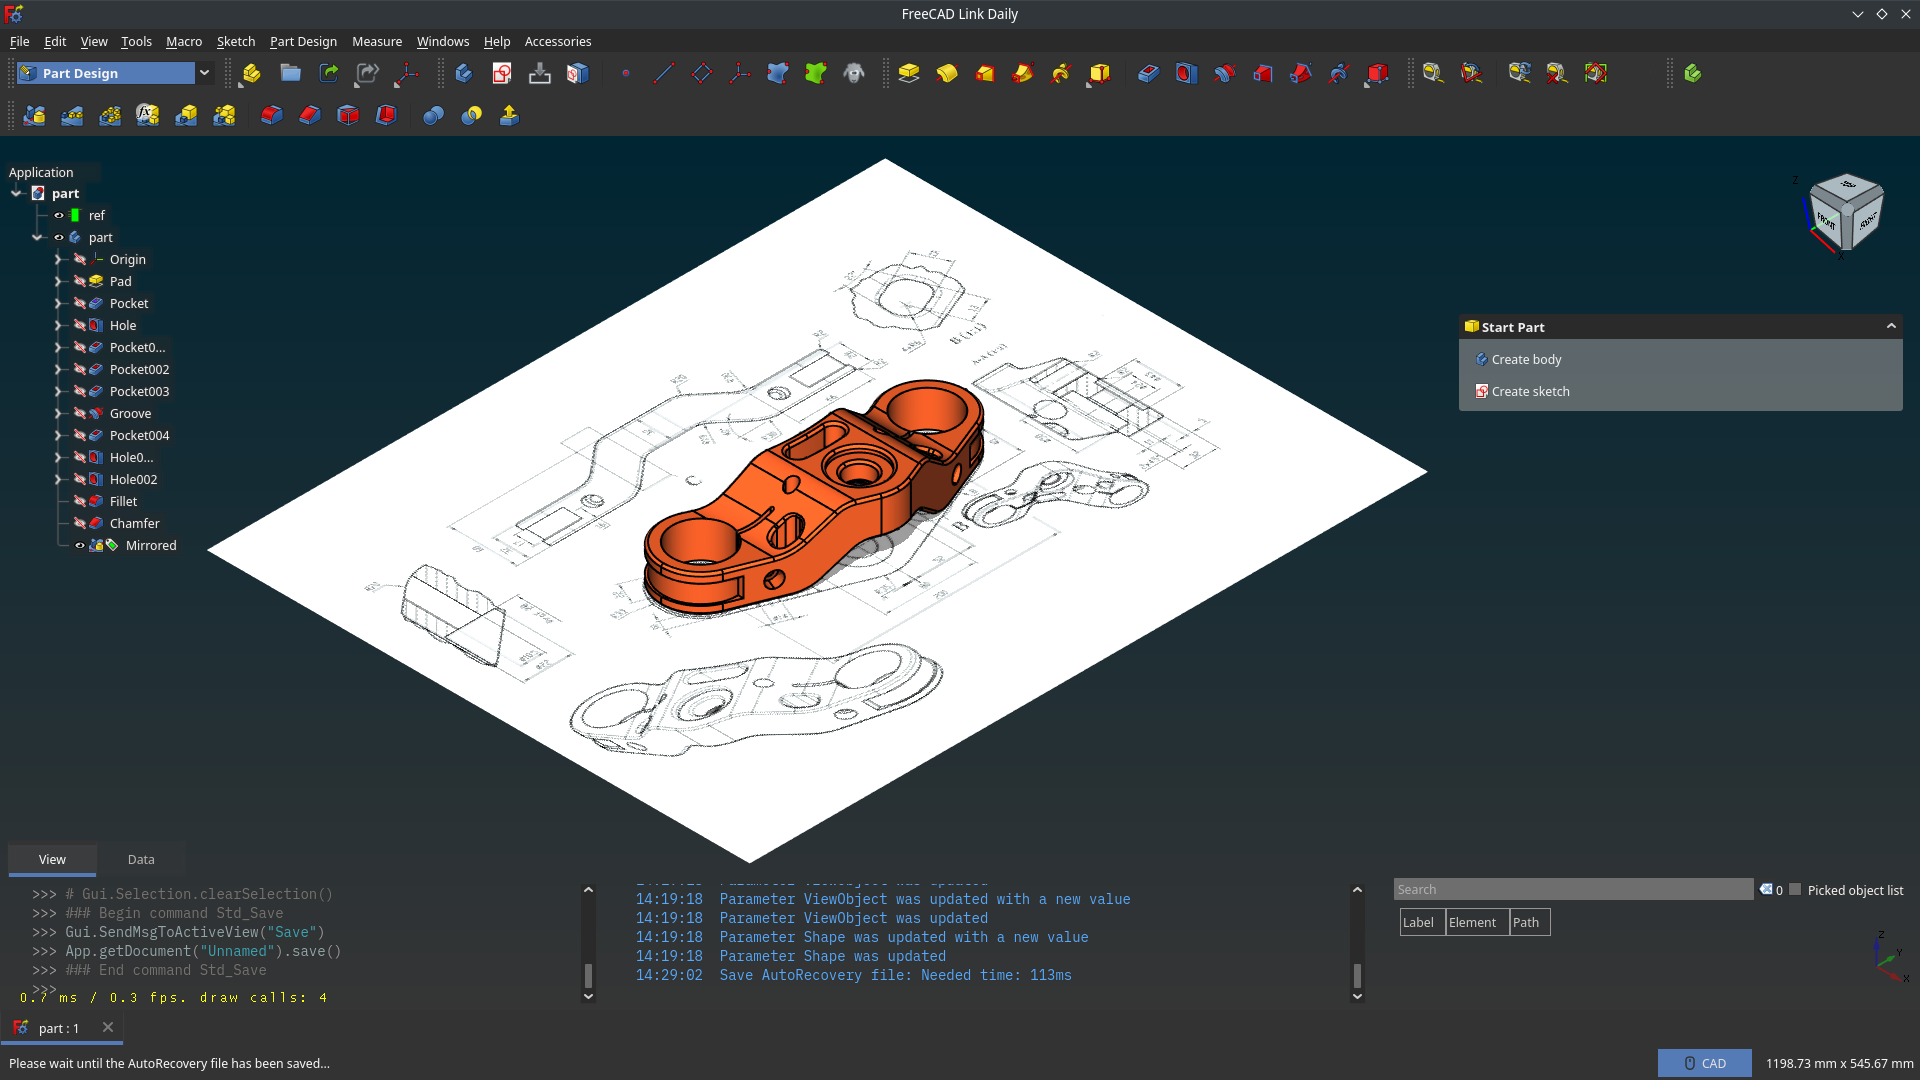 FreeCAD Link Daily
File Edit View Tools Macro Sketch Part Design Measure Windows Help Accessories
Part Design
Application
part
ref
part
Origin
Pad
Pocket
Hole
Pocket0...
Pocket002
Pocket003
Groove
Pocket004
Hole0...
Hole002
Fillet
Chamfer
Mirrored
TOP
FRONT
RIGHT
Z
X
Start Part
Create body
Create sketch
B
C
View Data
>>> # Gui.Selection.clearSelection()
>>> ### Begin command Std_Save
>>> Gui.SendMsgToActiveView("Save")
>>> App.getDocument("Unnamed").save()
>>> ### End command Std_Save
>>>
0.7 ms / 0.3 fps. draw calls: 4
14:19:18 Parameter ViewObject was updated with a new value
14:19:18 Parameter ViewObject was updated
14:19:18 Parameter Shape was updated with a new value
14:19:18 Parameter Shape was updated
14:29:02 Save AutoRecovery file: Needed time: 113ms
Search
0 Picked object list
Label Element Path
Z
Y
X
part : 1
Please wait until the AutoRecovery file has been saved...
CAD
1198.73 mm x 545.67 mm